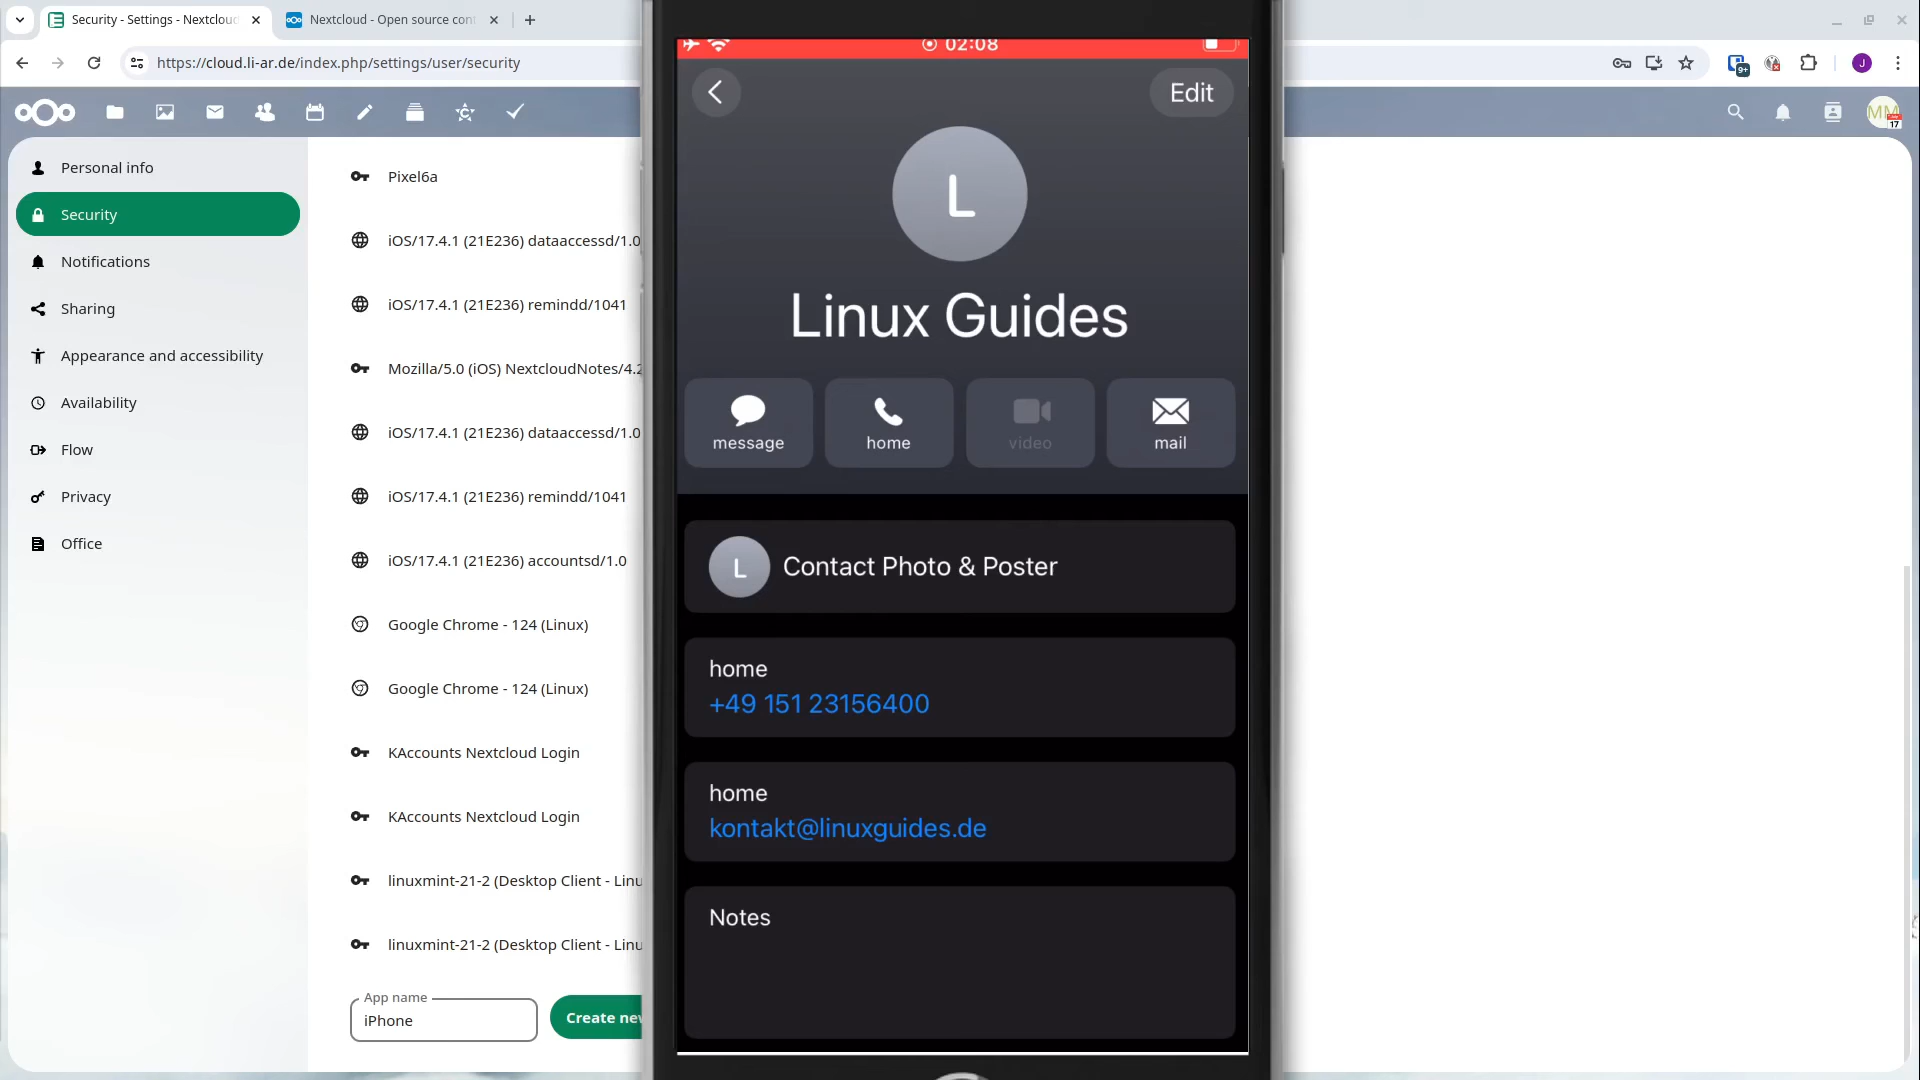 Security - Settings - Nextcloud
Nextcloud - Open source con
https://cloud.li-ar.de/index.php/settings/user/security
9+
J
MM
17
Personal info
Security
Notifications
Sharing
Appearance and accessibility
Availability
Flow
Privacy
Office
Pixel6a
iOS/17.4.1 (21E236) dataaccessd/1.0
iOS/17.4.1 (21E236) remindd/1041
Mozilla/5.0 (iOS) NextcloudNotes/4.2
iOS/17.4.1 (21E236) dataaccessd/1.0
iOS/17.4.1 (21E236) remindd/1041
iOS/17.4.1 (21E236) accountsd/1.0
Google Chrome - 124 (Linux)
Google Chrome - 124 (Linux)
KAccounts Nextcloud Login
KAccounts Nextcloud Login
linuxmint-21-2 (Desktop Client - Linu
linuxmint-21-2 (Desktop Client - Linu
App name
iPhone
Create new
02:08
Edit
L
Linux Guides
message
home
video
mail
L
Contact Photo & Poster
home
+49 151 23156400
home
kontakt@linuxguides.de
Notes